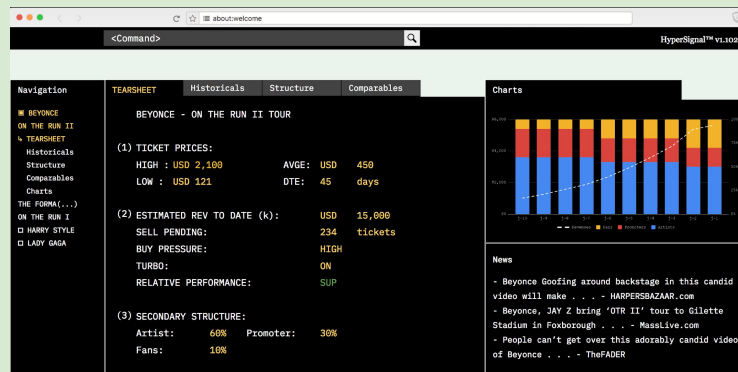 about:welcome
<Command>
HyperSignal™ v1.102
Navigation
BEYONCE
ON THE RUN II
↳ TEARSHEET
Historicals
Structure
Comparables
Charts
THE FORMA(...)
ON THE RUN I
HARRY STYLE
LADY GAGA
TEARSHEET Historicals Structure Comparables
BEYONCE - ON THE RUN II TOUR
(1) TICKET PRICES:
HIGH : USD 2,100 AVGE: USD 450
LOW : USD 121 DTE: 45 days
(2) ESTIMATED REV TO DATE (k): USD 15,000
SELL PENDING: 234 tickets
BUY PRESSURE: HIGH
TURBO: ON
RELATIVE PERFORMANCE: SUP
(3) SECONDARY STRUCTURE:
Artist: 60% Promoter: 30%
Fans: 10%
Charts
Revenues Fans Promoters Artists
News
- Beyonce Goofing around backstage in this candid
video will make . . . - HARPERSBAZAAR.com
- Beyonce, JAY Z bring ‘OTR II’ tour to Gilette
Stadium in Foxborough . . . - MassLive.com
- People can’t get over this adorably candid video
of Beyonce . . . - TheFADER